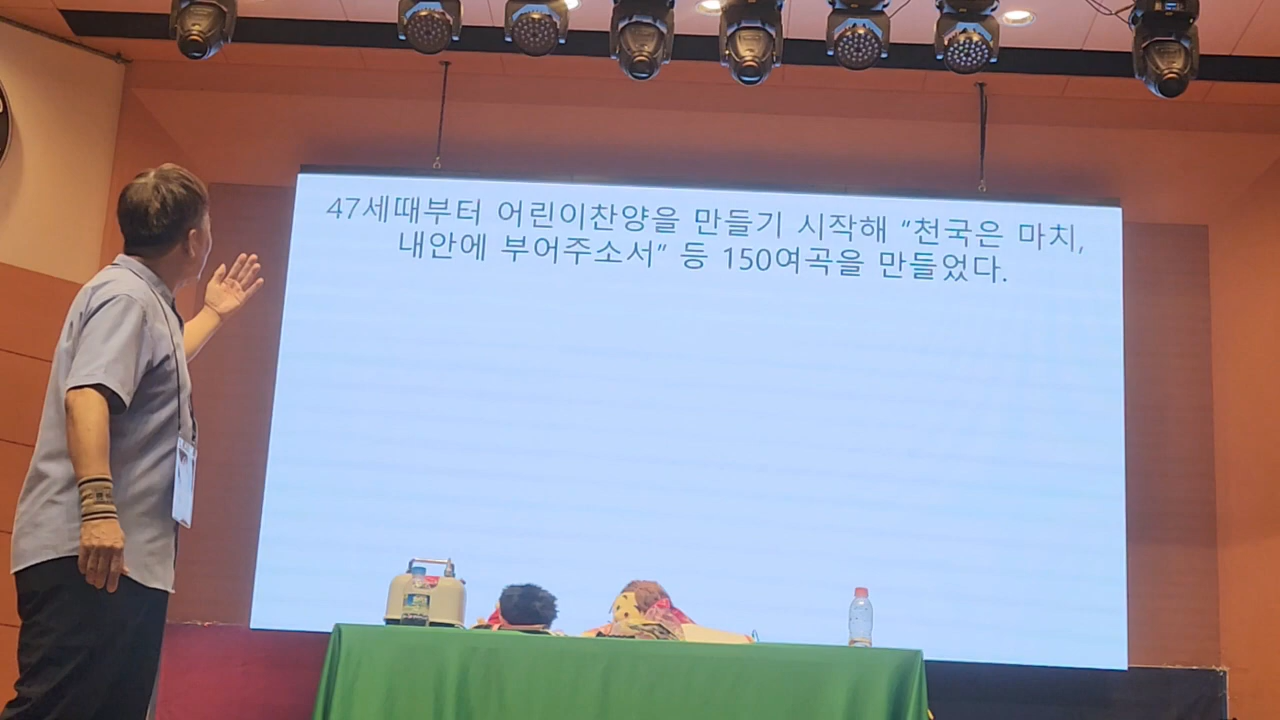 47세때부터 어린이찬양을 만들기 시작해 “천국은 마치,
내안에 부어주소서” 등 150여곡을 만들었다.